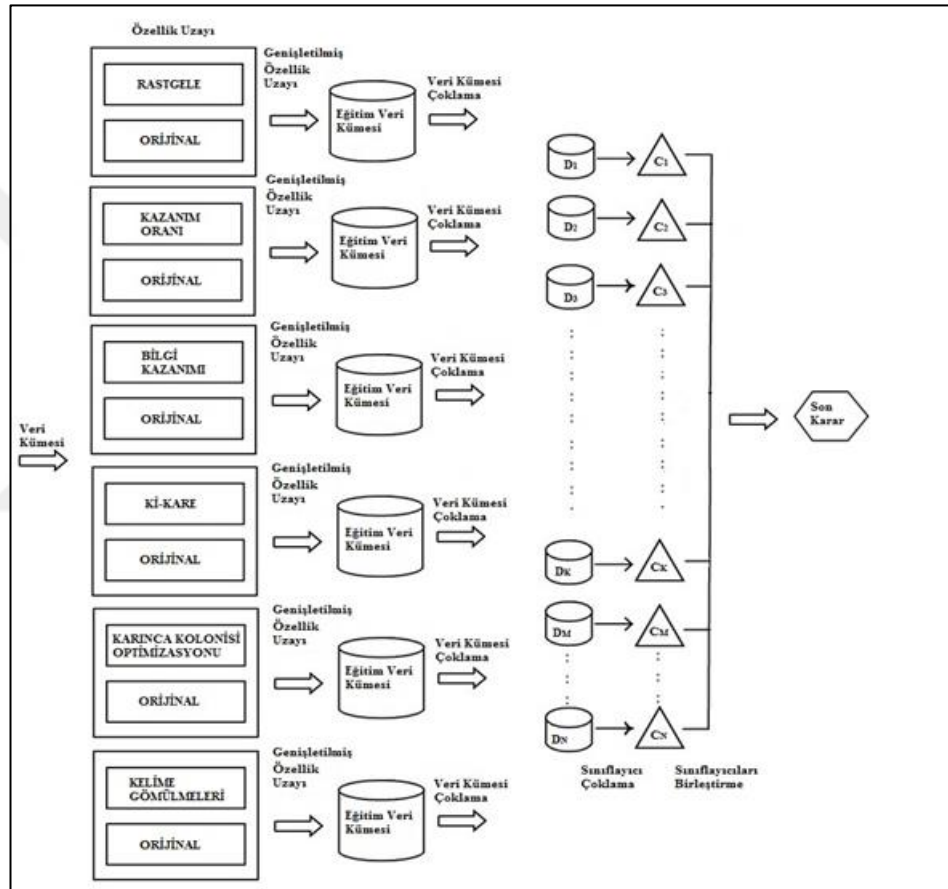 Özellik Uzayı
Veri
Kümesi
RASTGELE
ORİJİNAL
Genişletilmiş
Özellik
Uzayı
Eğitim Veri
Kümesi
Veri Kümesi
Çoklama
KAZANIM
ORANI
ORİJİNAL
Genişletilmiş
Özellik
Uzayı
Eğitim Veri
Kümesi
Veri Kümesi
Çoklama
BİLGİ
KAZANIMI
ORİJİNAL
Genişletilmiş
Özellik
Uzayı
Eğitim Veri
Kümesi
Veri Kümesi
Çoklama
Kİ-KARE
ORİJİNAL
Genişletilmiş
Özellik
Uzayı
Eğitim Veri
Kümesi
Veri Kümesi
Çoklama
KARINCA KOLONİSİ
OPTIMIZASYONU
ORİJİNAL
Genişletilmiş
Özellik
Uzayı
Eğitim Veri
Kümesi
Veri Kümesi
Çoklama
KELİME
GÖMÜLMELERİ
ORİJİNAL
Genişletilmiş
Özellik
Uzayı
Eğitim Veri
Kümesi
Veri Kümesi
Çoklama
D1 C1
D2 C2
D3 C3
DK CK
DM CM
DN CN
Sınıflayıcı
Çoklama
Sınıflayıcıları
Birleştirme
Son
Karar